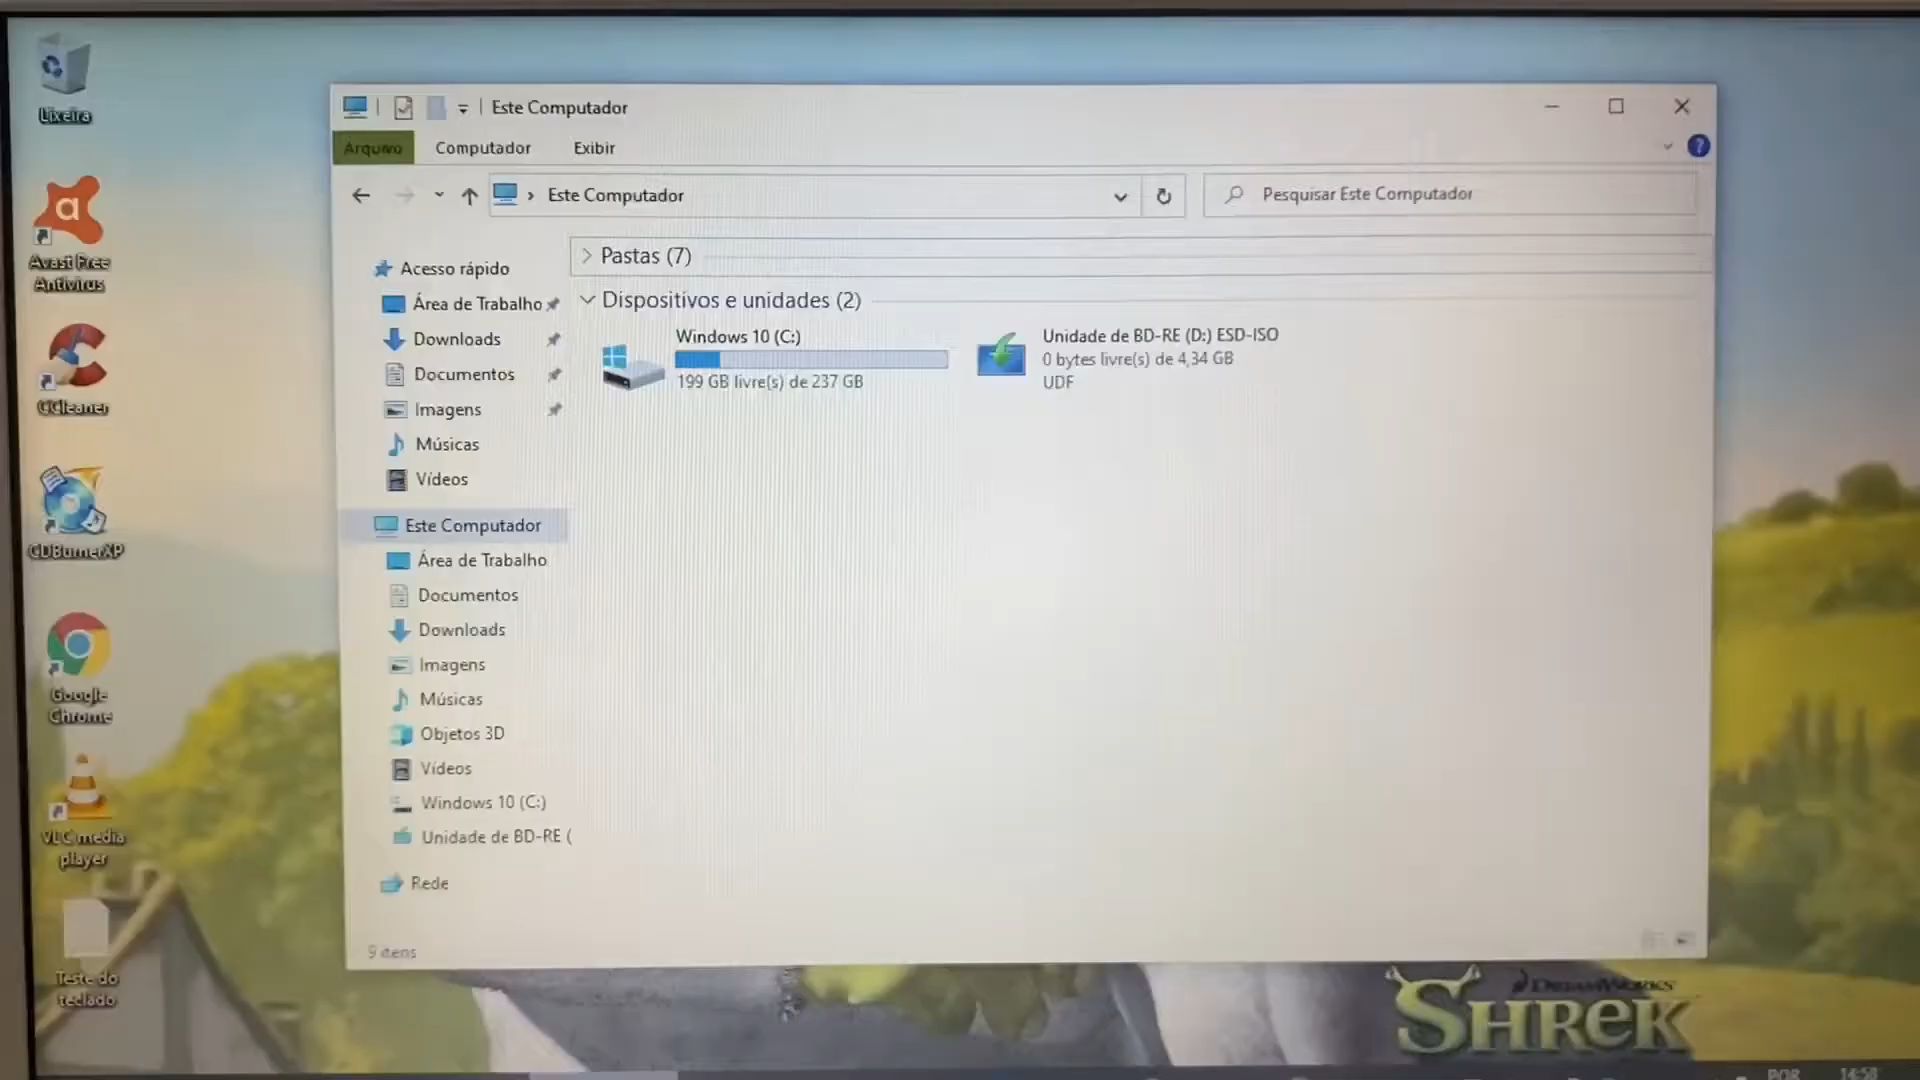 Lixeira
Avast Free
Antivirus
CCleaner
CDBurnerXP
Google
Chrome
VLC media
player
Teste do
teclado
Este Computador
Arquivo
Computador
Exibir
Este Computador
Pesquisar Este Computador
Acesso rápido
Área de Trabalho
Downloads
Documentos
Imagens
Músicas
Vídeos
Este Computador
Área de Trabalho
Documentos
Downloads
Imagens
Músicas
Objetos 3D
Vídeos
Windows 10 (C:)
Unidade de BD-RE (
Rede
9 itens
Pastas (7)
Dispositivos e unidades (2)
Windows 10 (C:)
199 GB livre(s) de 237 GB
Unidade de BD-RE (D:) ESD-ISO
0 bytes livre(s) de 4,34 GB
UDF
DREAMWORKS
SHREK
POR
14:58